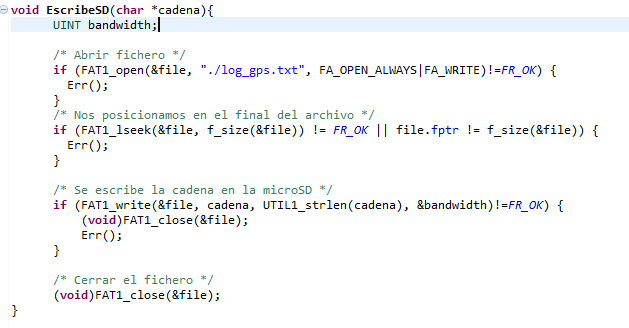 void EscribeSD(char *cadena){
UINT bandwidth;
/* Abrir fichero */
if (FAT1_open(&file, "./log_gps.txt", FA_OPEN_ALWAYS|FA_WRITE)!=FR_OK) {
Err();
}
/* Nos posicionamos en el final del archivo */
if (FAT1_lseek(&file, f_size(&file)) != FR_OK || file.fptr != f_size(&file)) {
Err();
}
/* Se escribe la cadena en la microSD */
if (FAT1_write(&file, cadena, UTIL1_strlen(cadena), &bandwidth)!=FR_OK) {
(void)FAT1_close(&file);
Err();
}
/* Cerrar el fichero */
(void)FAT1_close(&file);
}